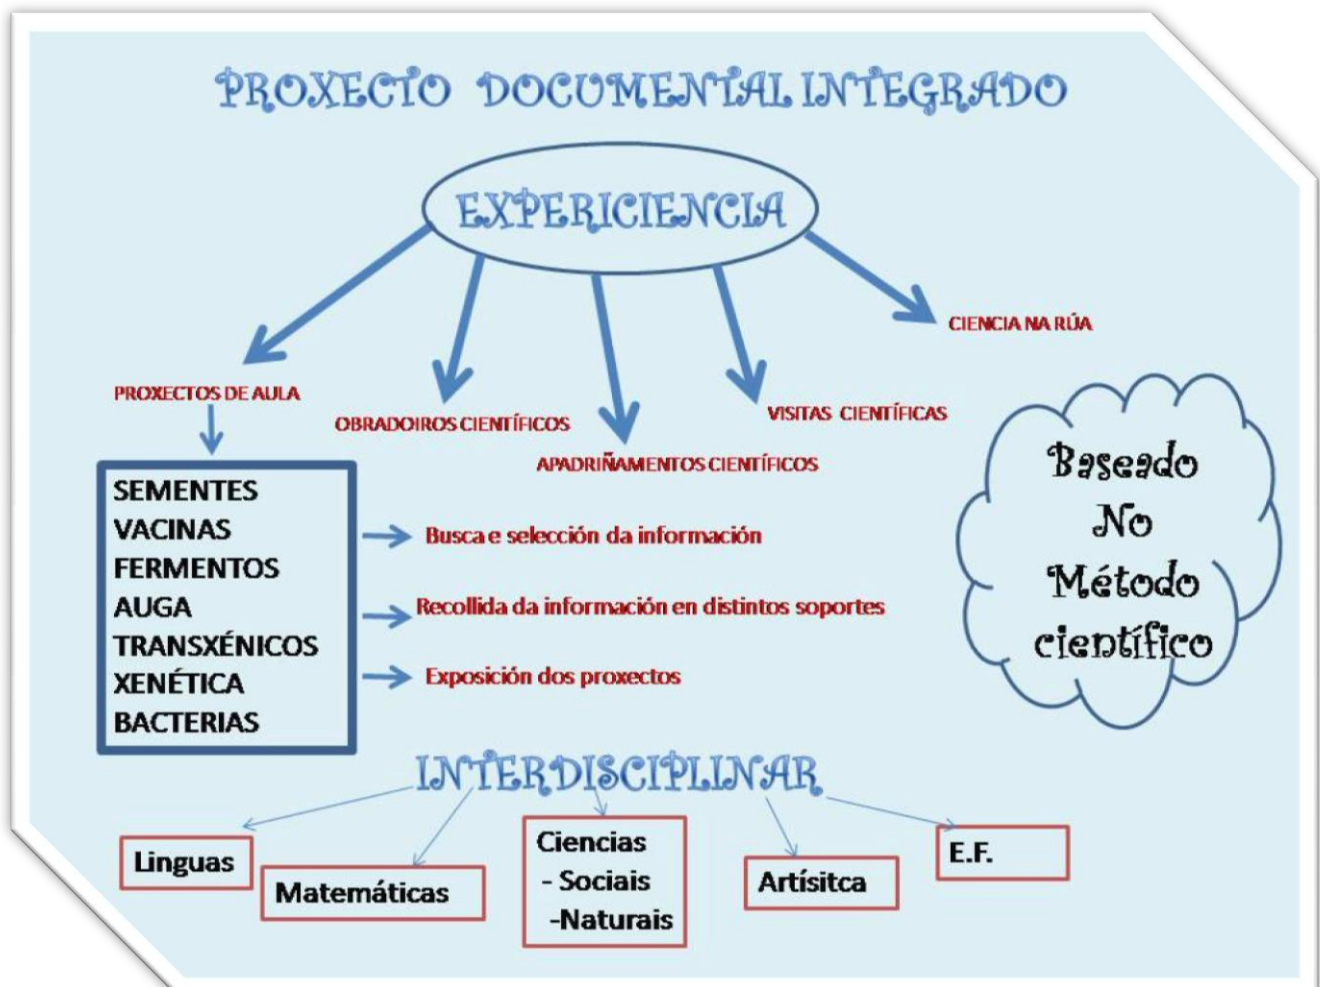 PROXECTO DOCUMENTAL INTEGRADO
EXPERICIENCIA
CIENCIA NA RÚA
PROXECTOS DE AULA
OBRADOIROS CIENTÍFICOS
VISITAS CIENTÍFICAS
APADRIÑAMENTOS CIENTÍFICOS
SEMENTES
VACINAS
FERMENTOS
AUGA
TRANSXÉNICOS
XENÉTICA
BACTERIAS
Busca e selección da información
Recollida da información en distintos soportes
Exposición dos proxectos
Baseado
No
Método
científico
INTERDISCIPLINAR
Linguas
Matemáticas
Ciencias
- Sociais
-Naturais
Artísitca
E.F.